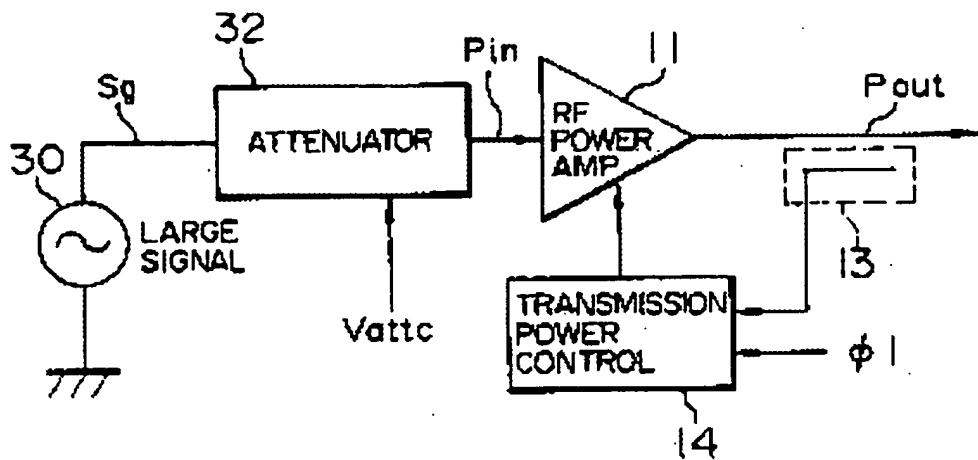 32
Pin
11
Sg
Pout
ATTENUATOR
RF
POWER
AMP
30
LARGE
SIGNAL
13
Vattc
TRANSMISSION
POWER
CONTROL
φ1
14